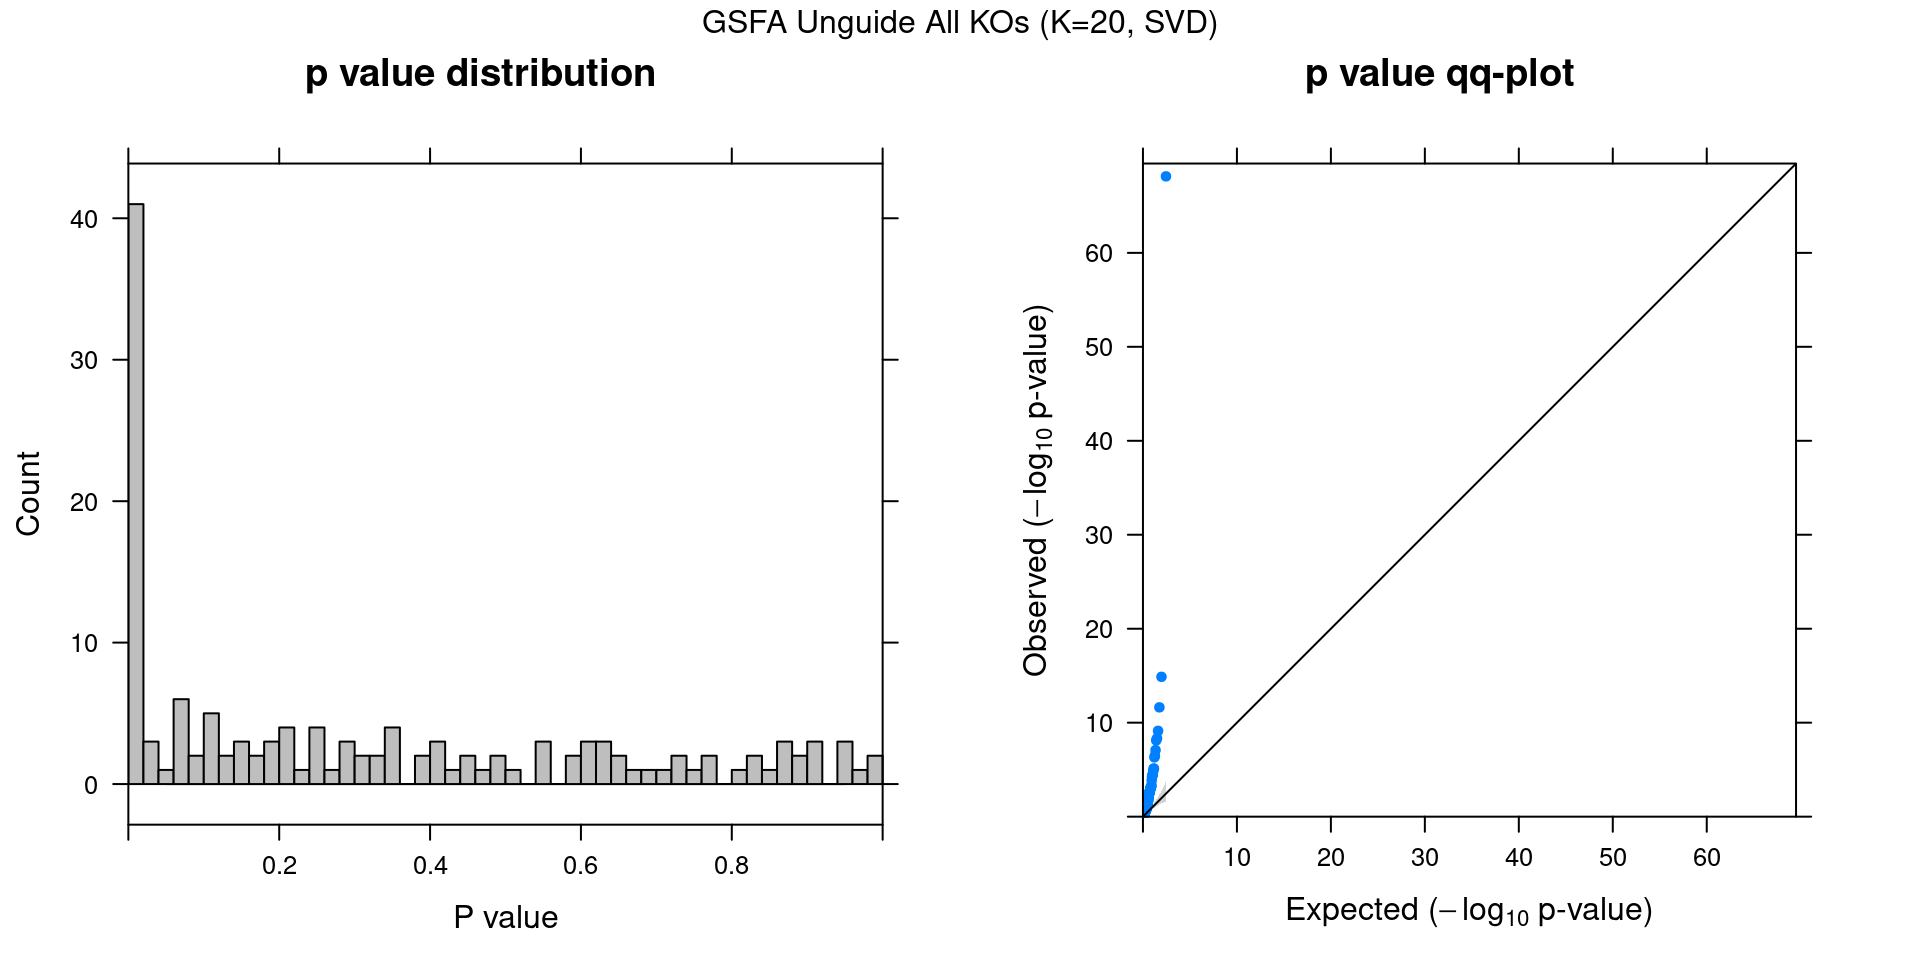 GSFA Unguide All KOs (K=20, SVD)
p value distribution
Count
40
30
20
10
0
0.2 0.4 0.6 0.8
P value
p value qq-plot
Observed (−log10 p-value)
60
50
40
30
20
10
10 20 30 40 50 60
Expected (−log10 p-value)